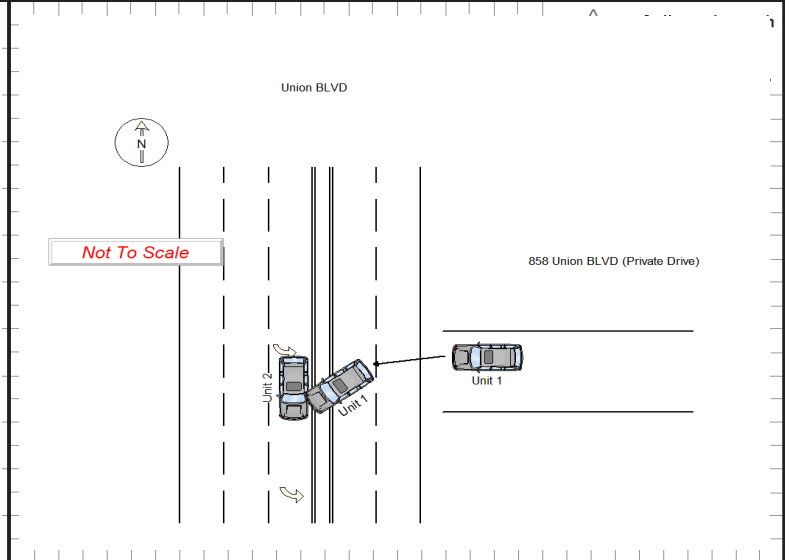 Union BLVD
N
Not To Scale
858 Union BLVD (Private Drive)
Unit 2
Unit 1
Unit 1